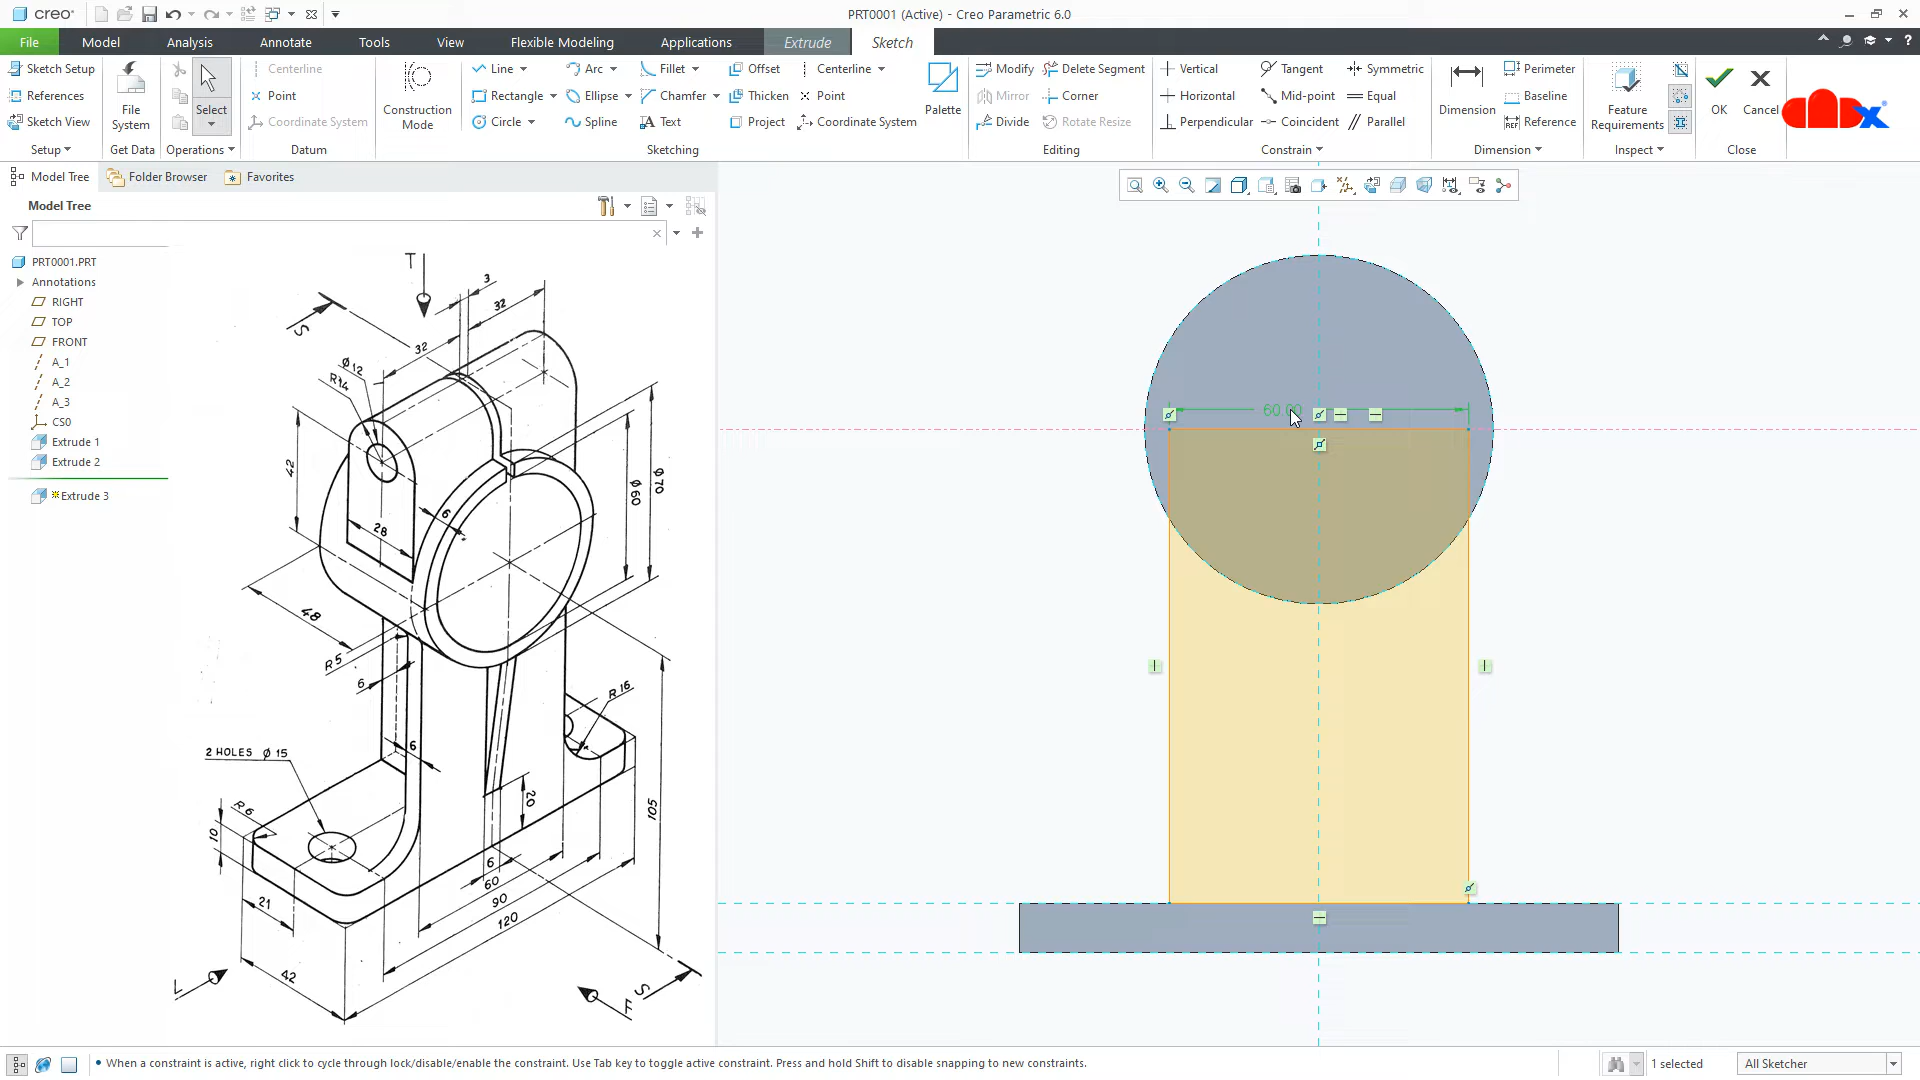 creo
PRT0001 (Active) - Creo Parametric 6.0
File Model Analysis Annotate Tools View Flexible Modeling Applications Extrude Sketch
Sketch Setup
References
Sketch View
Setup
File System
Get Data
Select
Operations
Centerline
Point
Coordinate System
Datum
Construction Mode
Line Arc Fillet Offset Centerline
Rectangle Ellipse Chamfer Thicken Point
Circle Spline Text Project Coordinate System
Palette
Sketching
Modify Delete Segment
Mirror Corner
Divide Rotate Resize
Editing
Vertical Tangent Symmetric
Horizontal Mid-point Equal
Perpendicular Coincident Parallel
Constrain
Dimension
Perimeter
Baseline
Reference
Dimension
Feature Requirements
Inspect
OK
Cancel
Close
Model Tree Folder Browser Favorites
Model Tree
PRT0001.PRT
Annotations
RIGHT
TOP
FRONT
A_1
A_2
A_3
CS0
Extrude 1
Extrude 2
Extrude 3
T
3
32
S
32
Ø12
R14
42
Ø 60
Ø 70
6
28
48
R5
6
R 16
2 HOLES Ø 15
6
R 6
10
20
105
6
60
90
120
21
42
L
S
F
60.00
When a constraint is active, right click to cycle through lock/disable/enable the constraint. Use Tab key to toggle active constraint. Press and hold Shift to disable snapping to new constraints.
1 selected
All Sketcher